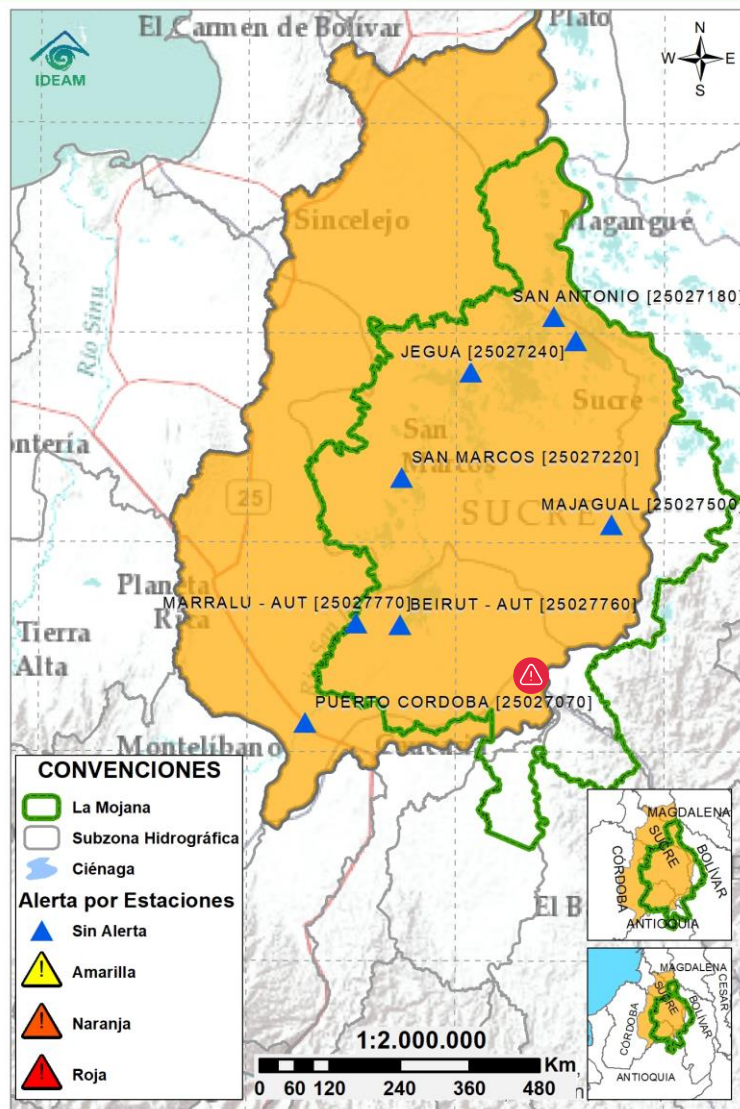 El Carmen de Bolívar
Plato
IDEAM
N
W E
S
Sincelejo
Magangué
Río Sinú
SAN ANTONIO [25027180]
JEGUA [25027240]
Sucre
ontería
San
Marcos
SAN MARCOS [25027220]
25
SUCRE
MAJAGUAL [25027500]
Planeta
Rica
MARRALU - AUT [25027770]
BEIRUT - AUT [25027760]
Tierra
Alta
PUERTO CORDOBA [25027070]
Montelíbano
CONVENCIONES
La Mojana
Subzona Hidrográfica
Ciénaga
Alerta por Estaciones
Sin Alerta
Amarilla
Naranja
Roja
El B
MAGDALENA
SUCRE
BOLÍVAR
CÓRDOBA
ANTIOQUIA
MAGDALENA
CESAR
SUCRE
BOLÍVAR
CÓRDOBA
ANTIOQUIA
1:2.000.000
Km
0 60 120 240 360 480